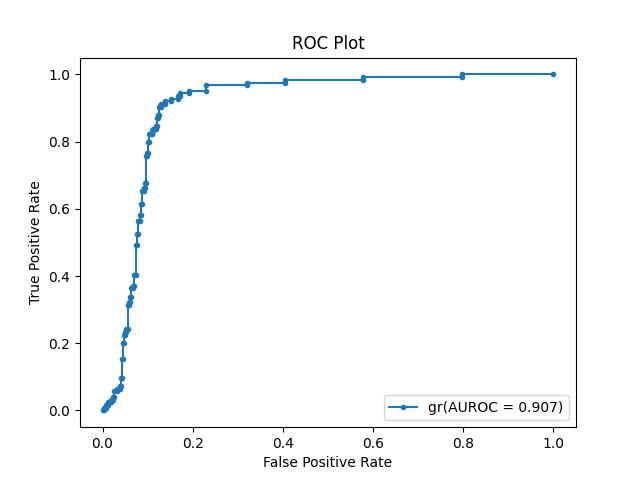 ROC Plot
True Positive Rate
1.0
0.8
0.6
0.4
0.2
0.0
gr(AUROC = 0.907)
0.0 0.2 0.4 0.6 0.8 1.0
False Positive Rate